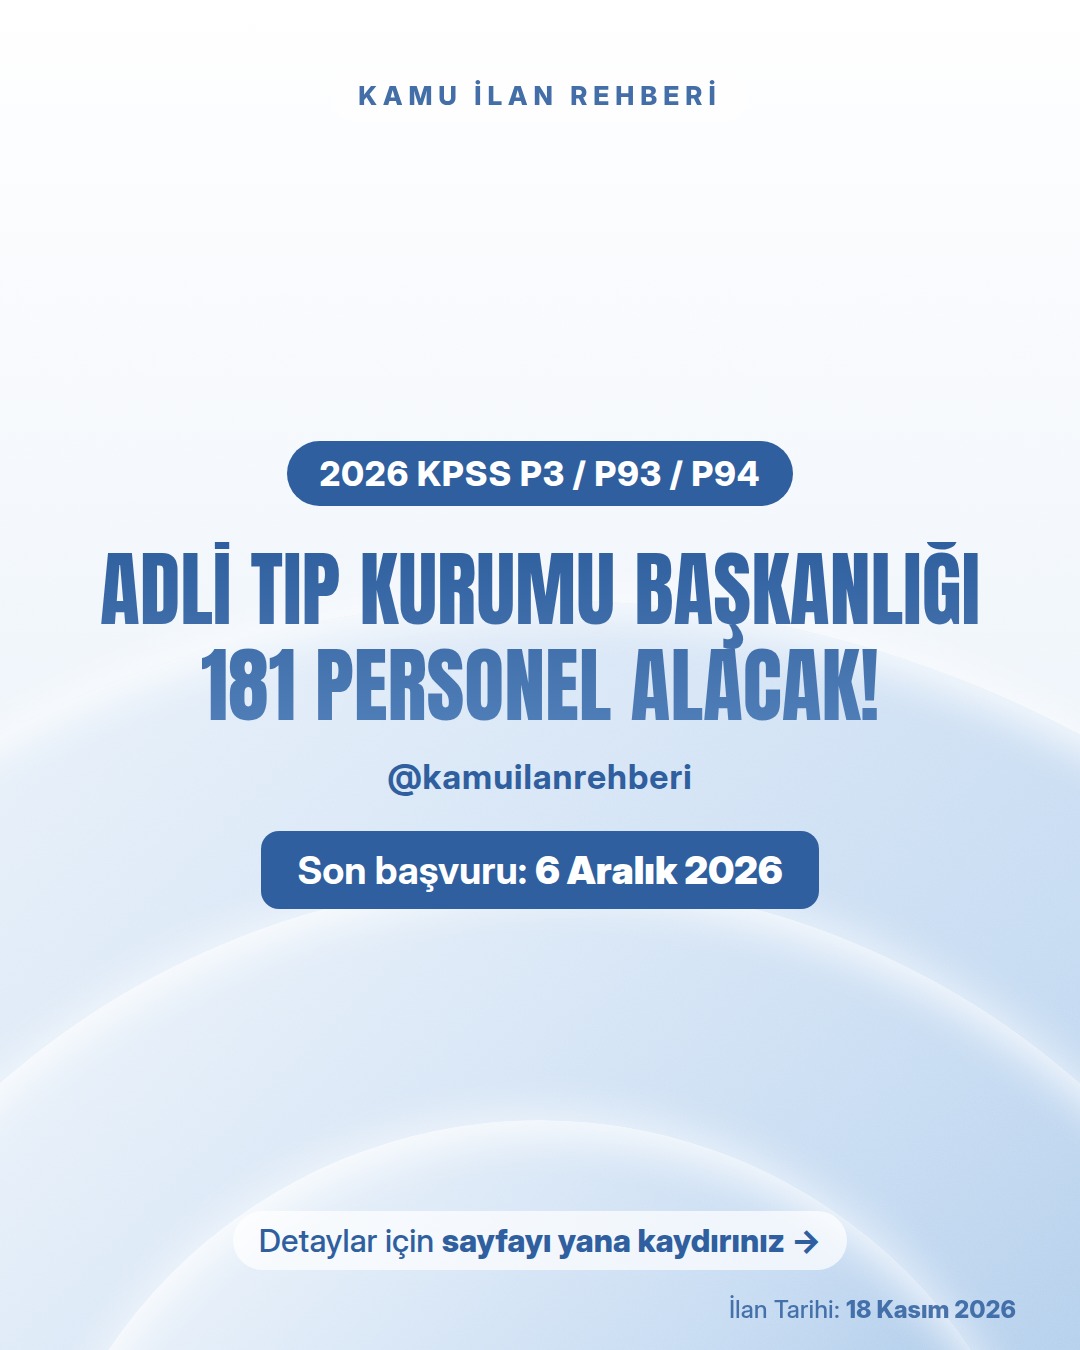 KAMU İLAN REHBERİ
2026 KPSS P3 / P93 / P94
ADLİ TIP KURUMU BAŞKANLIĞI
181 PERSONEL ALACAK!
@kamuilanrehberi
Son başvuru: 6 Aralık 2026
Detaylar için sayfayı yana kaydırınız →
İlan Tarihi: 18 Kasım 2026